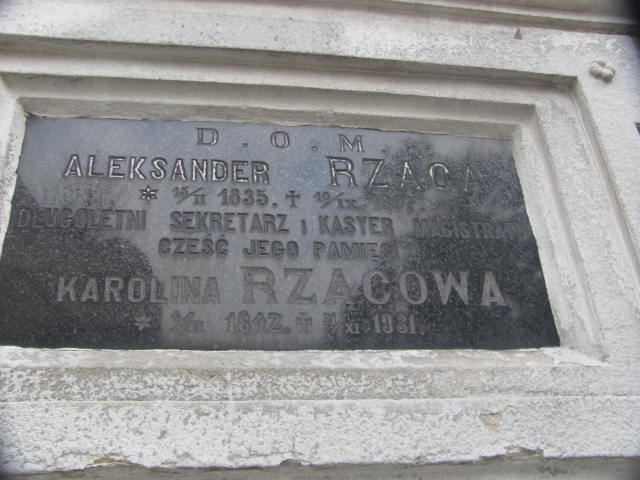 D.O.M.
ALEKSANDER RZĄCA
* 15/II 1835. † 19/IX
DŁUGOLETNI SEKRETARZ i KASYER MAGISTRATU
CZEŚĆ JEGO PAMIĘCI
KAROLINA RZĄCOWA
1842. † 1931.